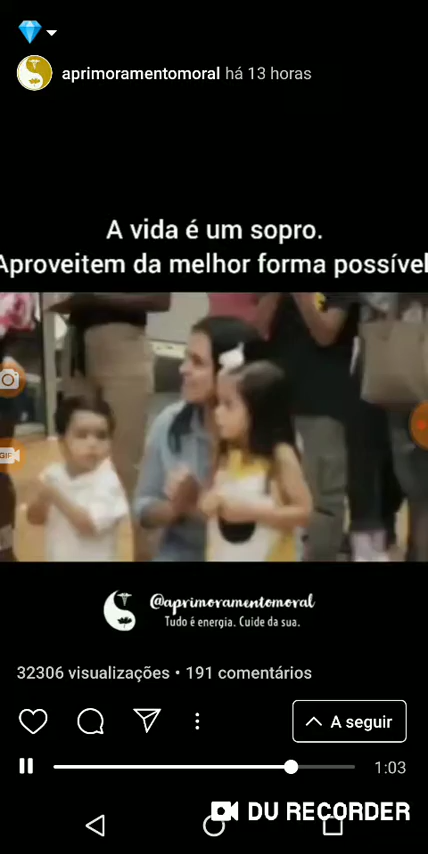 aprimoramentomoral há 13 horas
A vida é um sopro.
Aproveitem da melhor forma possível
GIF
@aprimoramentomoral
Tudo é energia. Cuide da sua.
32306 visualizações • 191 comentários
A seguir
1:03
DU RECORDER